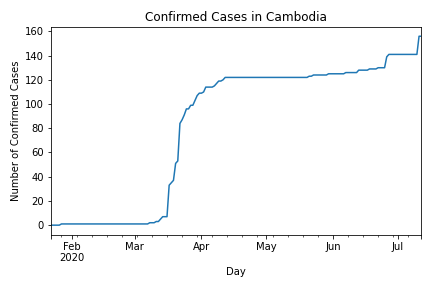 Confirmed Cases in Cambodia
Number of Confirmed Cases
160
140
120
100
80
60
40
20
0
Feb Mar Apr May Jun Jul
2020
Day